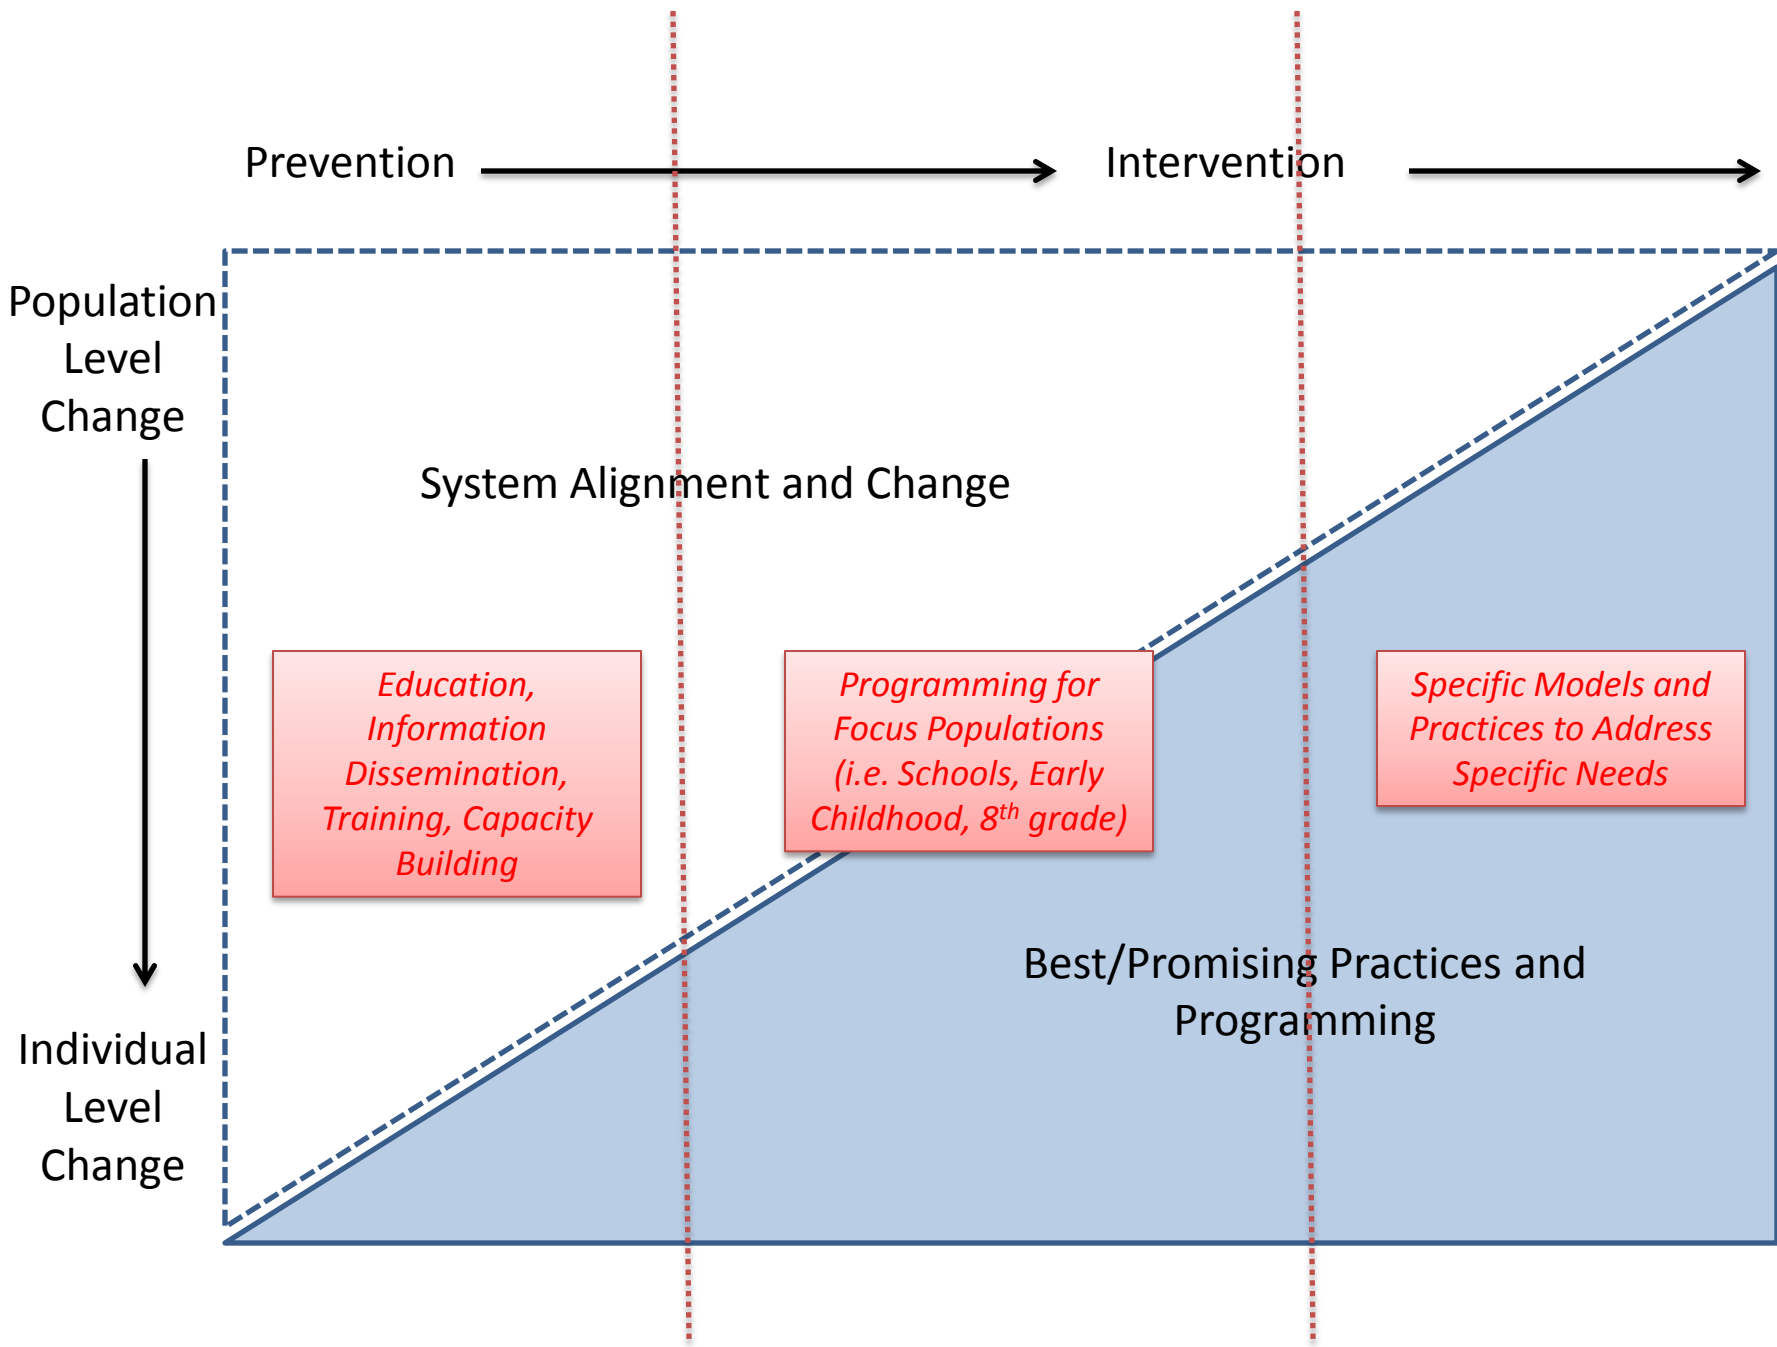 Prevention
Intervention
Population
Level
Change
System Alignment and Change
Education,
Information
Dissemination,
Training, Capacity
Building
Programming for
Focus Populations
(i.e. Schools, Early
Childhood, 8th grade)
Specific Models and
Practices to Address
Specific Needs
Best/Promising Practices and
Programming
Individual
Level
Change